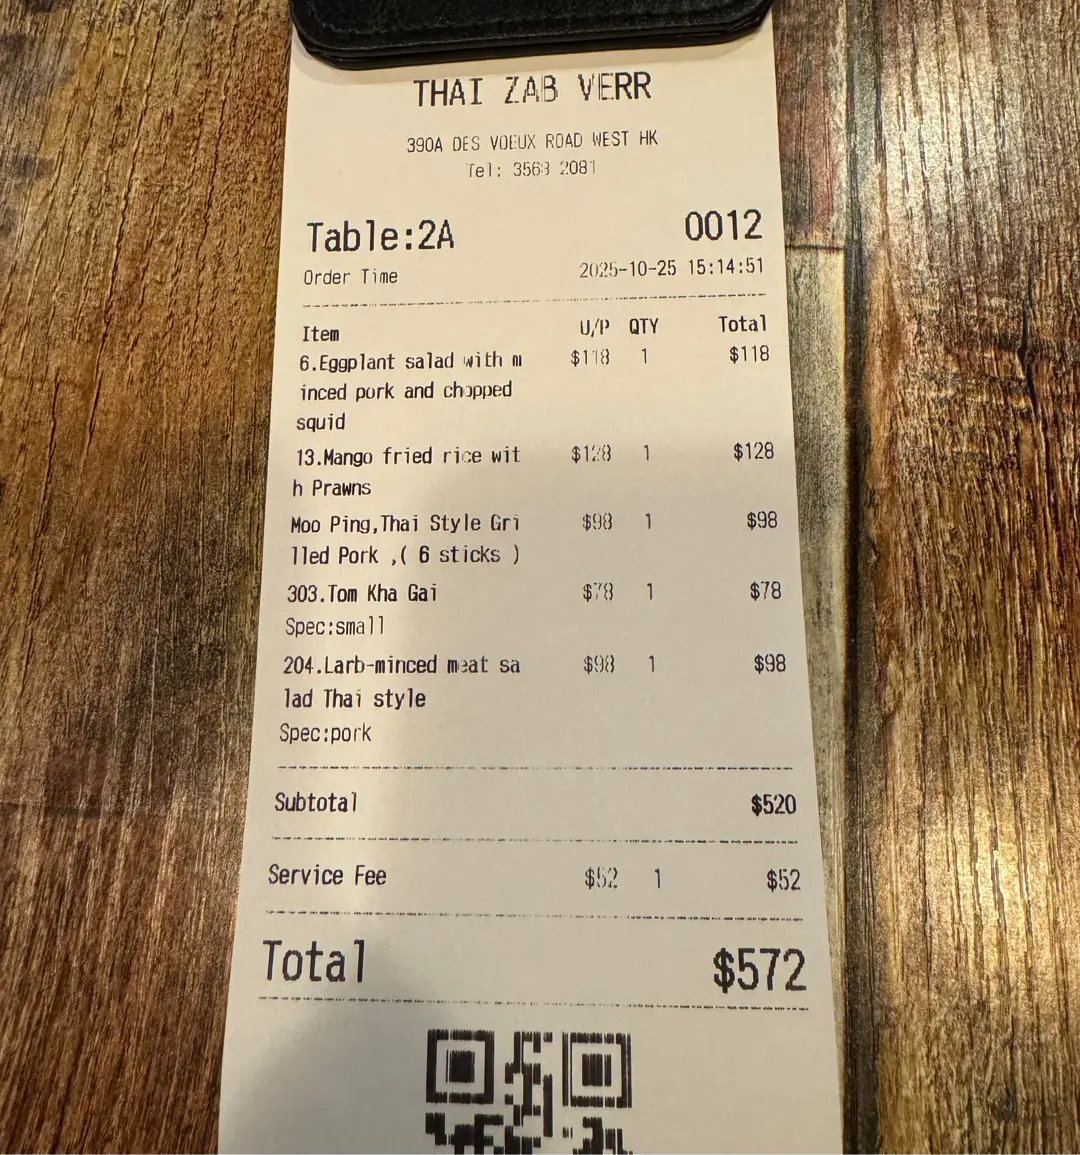 THAI ZAB VERR
390A DES VOEUX ROAD WEST HK
Tel: 3563 2081
Table:2A 0012
Order Time 2025-10-25 15:14:51
Item U/P QTY Total
6.Eggplant salad with m $118 1 $118
inced pork and chopped
squid
13.Mango fried rice wit $128 1 $128
h Prawns
Moo Ping,Thai Style Gri $98 1 $98
lled Pork ,( 6 sticks )
303.Tom Kha Gai $78 1 $78
Spec:small
204.Larb-minced meat sa $98 1 $98
lad Thai style
Spec:pork
Subtotal $520
Service Fee $52 1 $52
Total $572